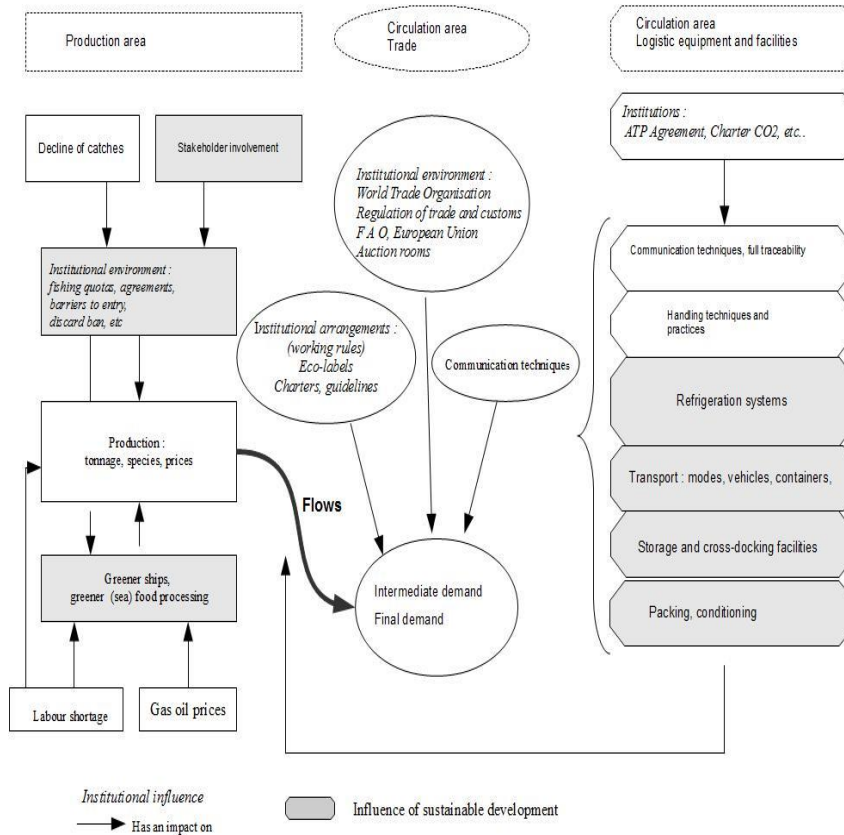 Production area
Circulation area
Trade
Circulation area
Logistic equipment and facilities
Decline of catches
Stakeholder involvement
Institutional environment :
fishing quotas, agreements,
barriers to entry,
discard ban, etc
Production :
tonnage, species, prices
Greener ships,
greener (sea) food processing
Labour shortage
Gas oil prices
Institutional environment :
World Trade Organisation
Regulation of trade and customs
F A O, European Union
Auction rooms
Institutional arrangements :
(working rules)
Eco-labels
Charters, guidelines
Communication techniques
Flows
Intermediate demand
Final demand
Institutions :
ATP Agreement, Charter CO2, etc..
Communication techniques, full traceability
Handling techniques and
practices
Refrigeration systems
Transport : modes, vehicles, containers,
Storage and cross-docking facilities
Packing, conditioning
Institutional influence
Has an impact on
Influence of sustainable development